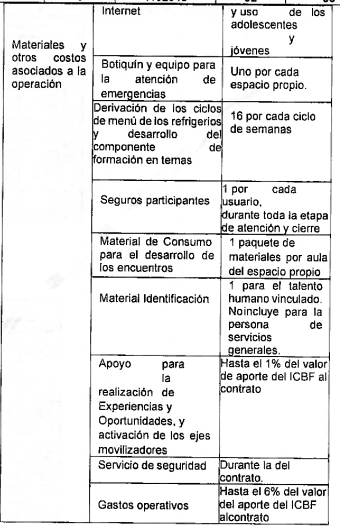 Internet
y uso de los
adolescentes
y
jóvenes
Materiales y
otros costos
asociados a la
operación
Botiquín y equipo para
la atención de
emergencias
Uno por cada
espacio propio.
Derivación de los ciclos
de menú de los refrigerios
y desarrollo del
componente de
formación en temas
16 por cada ciclo
de semanas
Seguros participantes
1 por cada
usuario,
durante toda la etapa
de atención y cierre
Material de Consumo
para el desarrollo de
los encuentros
1 paquete de
materiales por aula
del espacio propio
Material Identificación
1 para el talento
humano vinculado.
Noincluye para la
persona de
servicios
generales.
Apoyo para
la
realización de
Experiencias y
Oportunidades, y
activación de los ejes
movilizadores
Hasta el 1% del valor
de aporte del ICBF al
contrato
Servicio de seguridad
Durante la del
contrato.
Gastos operativos
Hasta el 6% del valor
del aporte del ICBF
alcontrato